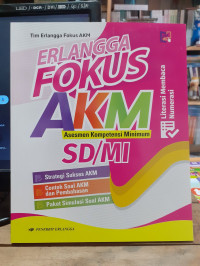 Tim Erlangga Fokus AKM
ERLANGGA
FOKUS
AKM
Asesmen Kompetensi Minimum
SD/MI
Literasi Membaca
Numerasi
Strategi Sukses AKM
Contoh Soal AKM
dan Pembahasan
Paket Simulasi Soal AKM
PENERBIT ERLANGGA